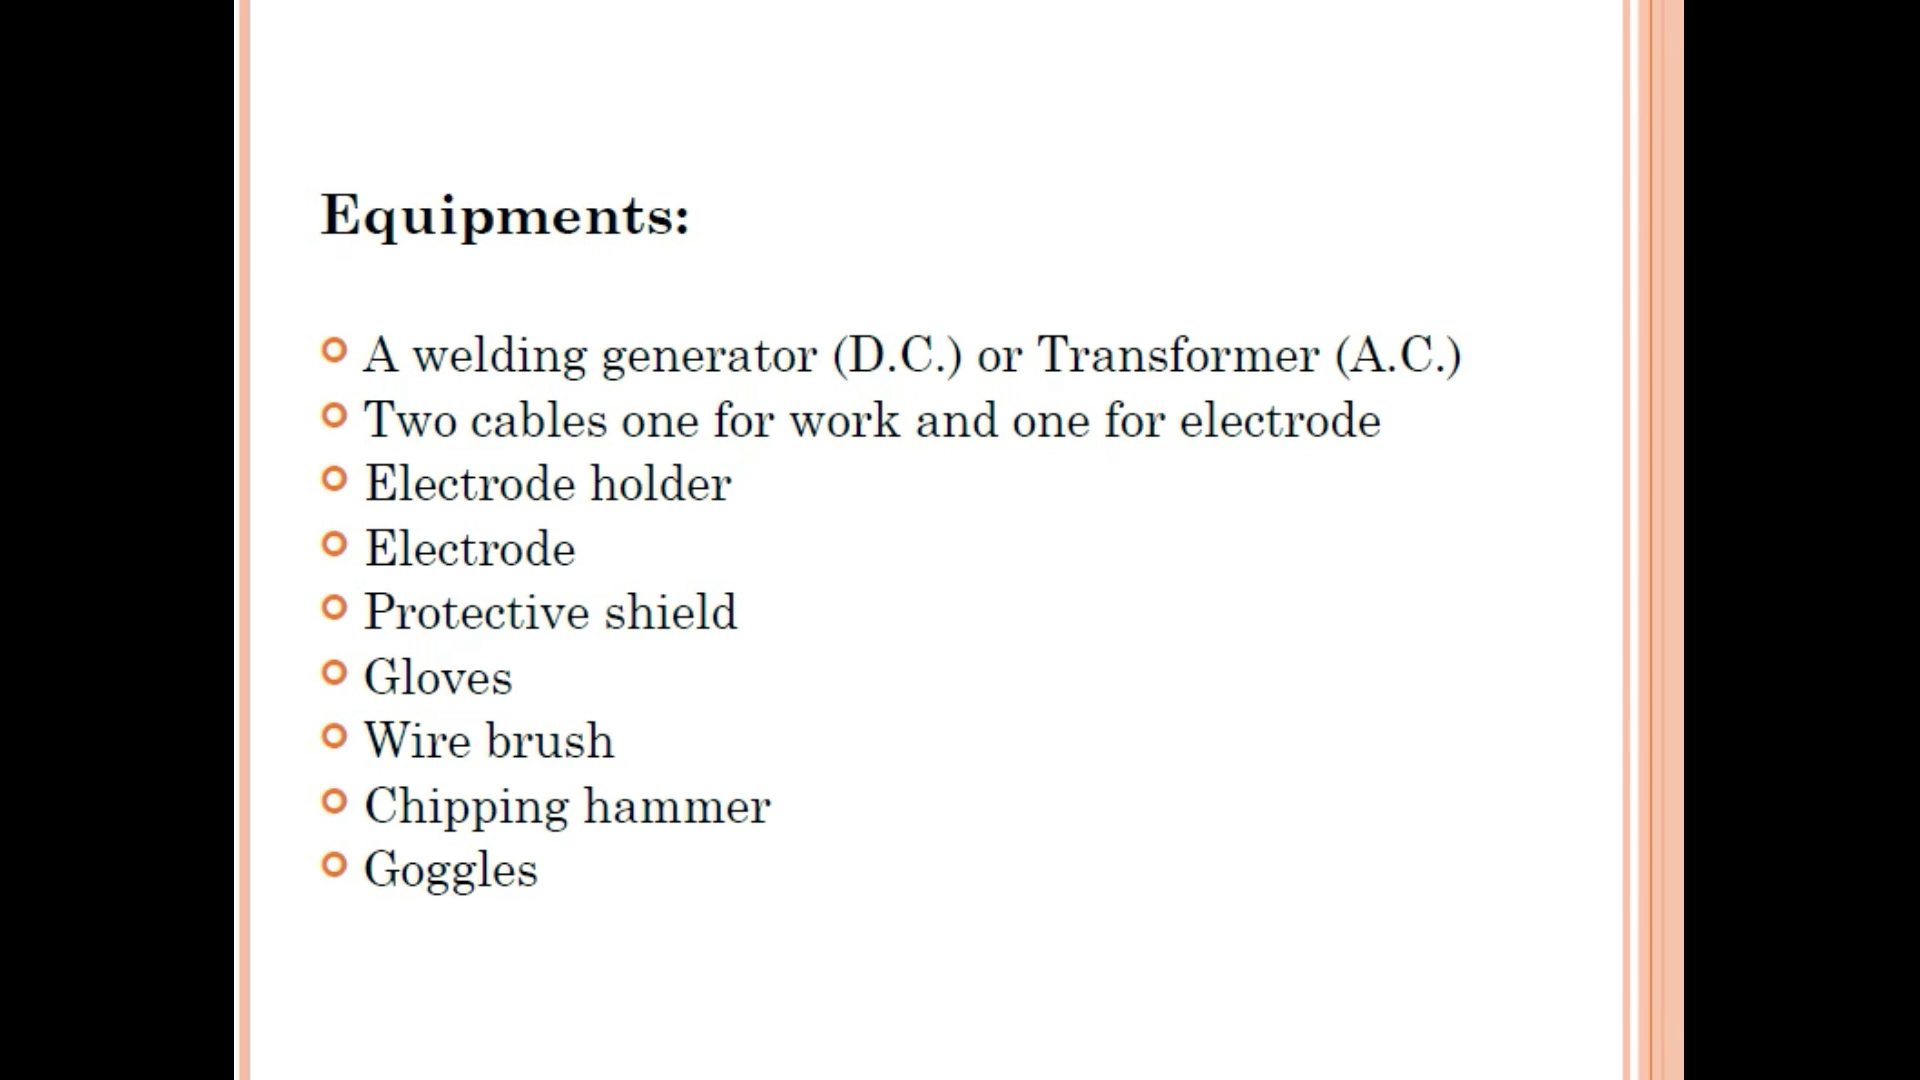 Equipments:
A welding generator (D.C.) or Transformer (A.C.)
Two cables one for work and one for electrode
Electrode holder
Electrode
Protective shield
Gloves
Wire brush
Chipping hammer
Goggles